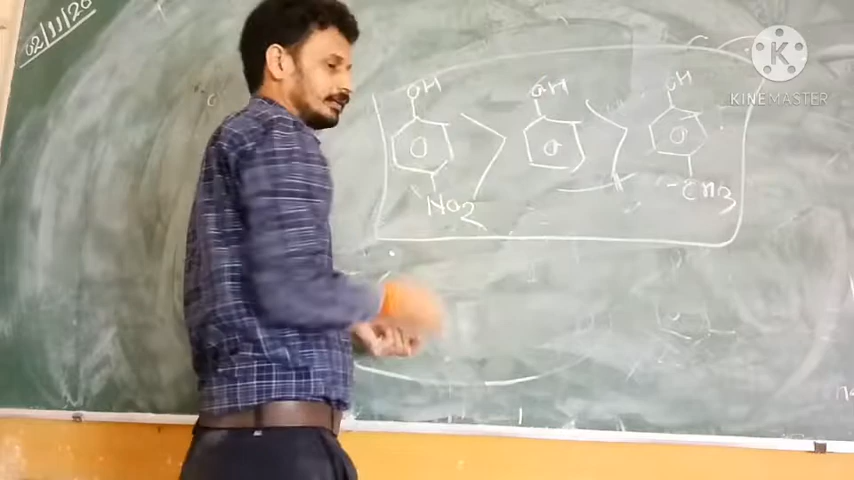 02/11/20
OH > OH > OH
NO2 -CH3
KINEMASTER